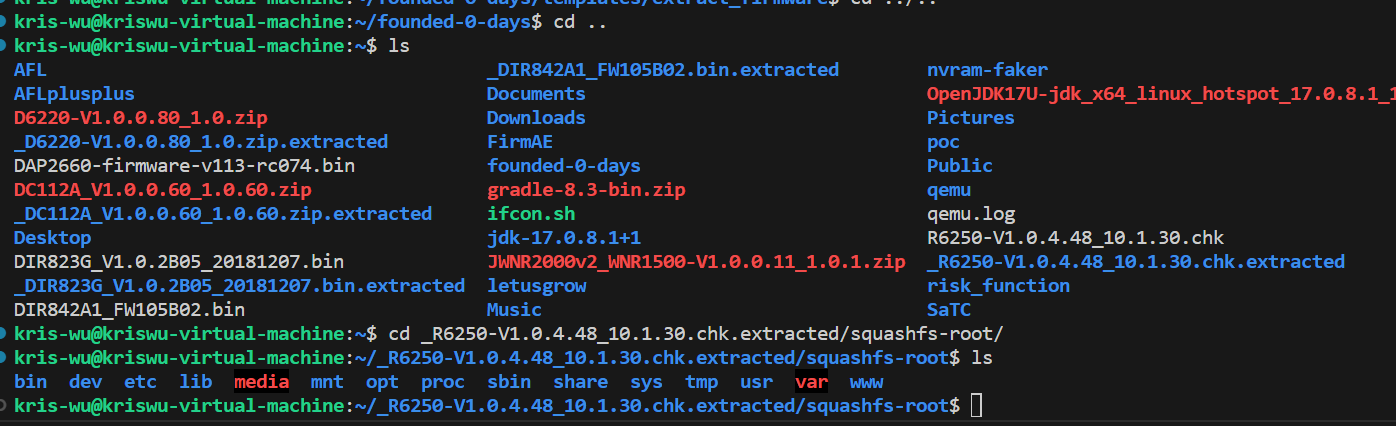 kris-wu@kriswu-virtual-machine:~/founded-0-days/templates/extract_firmware$ cd ../..
kris-wu@kriswu-virtual-machine:~/founded-0-days$ cd ..
kris-wu@kriswu-virtual-machine:~$ ls
AFL _DIR842A1_FW105B02.bin.extracted nvram-faker
AFLplusplus Documents OpenJDK17U-jdk_x64_linux_hotspot_17.0.8.1_1
D6220-V1.0.0.80_1.0.zip Downloads Pictures
_D6220-V1.0.0.80_1.0.zip.extracted FirmAE poc
DAP2660-firmware-v113-rc074.bin founded-0-days Public
DC112A_V1.0.0.60_1.0.60.zip gradle-8.3-bin.zip qemu
_DC112A_V1.0.0.60_1.0.60.zip.extracted ifcon.sh qemu.log
Desktop jdk-17.0.8.1+1 R6250-V1.0.4.48_10.1.30.chk
DIR823G_V1.0.2B05_20181207.bin JWNR2000v2_WNR1500-V1.0.0.11_1.0.1.zip _R6250-V1.0.4.48_10.1.30.chk.extracted
_DIR823G_V1.0.2B05_20181207.bin.extracted letusgrow risk_function
DIR842A1_FW105B02.bin Music SaTC
kris-wu@kriswu-virtual-machine:~$ cd _R6250-V1.0.4.48_10.1.30.chk.extracted/squashfs-root/
kris-wu@kriswu-virtual-machine:~/_R6250-V1.0.4.48_10.1.30.chk.extracted/squashfs-root$ ls
bin dev etc lib media mnt opt proc sbin share sys tmp usr var www
kris-wu@kriswu-virtual-machine:~/_R6250-V1.0.4.48_10.1.30.chk.extracted/squashfs-root$